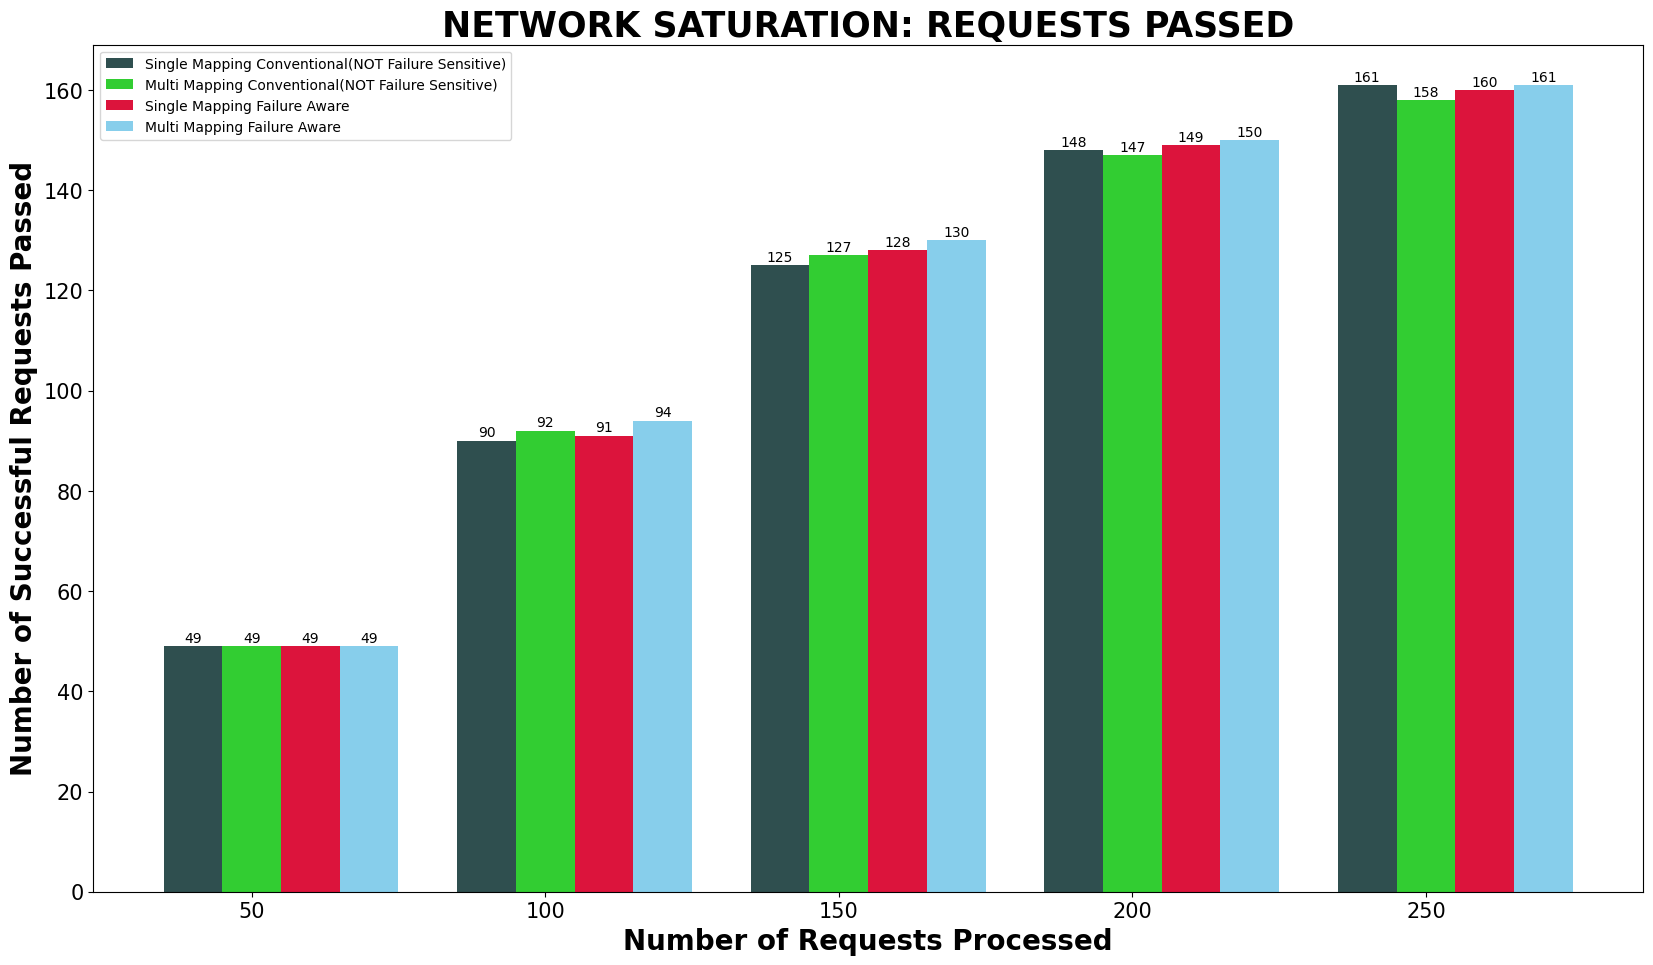 NETWORK SATURATION: REQUESTS PASSED
Single Mapping Conventional(NOT Failure Sensitive)
Multi Mapping Conventional(NOT Failure Sensitive)
Single Mapping Failure Aware
Multi Mapping Failure Aware
Number of Successful Requests Passed
160
140
120
100
80
60
40
20
0
49 49 49 49
90 92 91 94
125 127 128 130
148 147 149 150
161 158 160 161
50 100 150 200 250
Number of Requests Processed